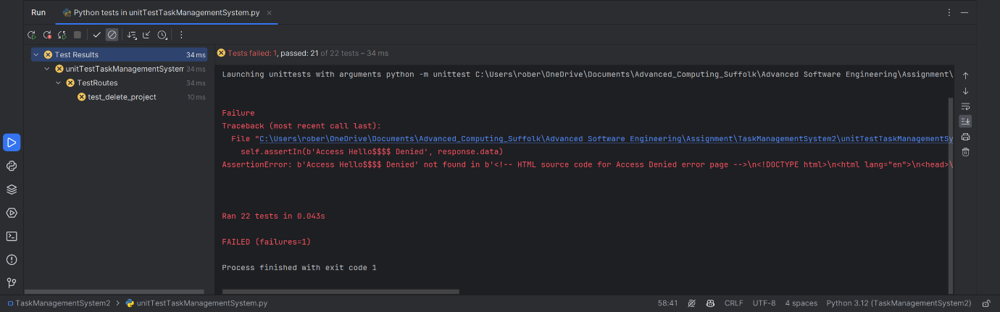 Run Python tests in unitTestTaskManagementSystem.py
Test Results 34 ms
unitTestTaskManagementSystem 34 ms
TestRoutes 34 ms
test_delete_project 10 ms
Tests failed: 1, passed: 21 of 22 tests – 34 ms
Launching unittests with arguments python -m unittest C:\Users\rober\OneDrive\Documents\Advanced_Computing_Suffolk\Advanced Software Engineering\Assignment\
Failure
Traceback (most recent call last):
File "C:\Users\rober\OneDrive\Documents\Advanced_Computing_Suffolk\Advanced Software Engineering\Assignment\TaskManagementSystem2\unitTestTaskManagementSy
self.assertIn(b'Access Hello$$$$ Denied', response.data)
AssertionError: b'Access Hello$$$$ Denied' not found in b'<!-- HTML source code for Access Denied error page -->\n<!DOCTYPE html>\n<html lang="en">\n<head>\
Ran 22 tests in 0.043s
FAILED (failures=1)
Process finished with exit code 1
TaskManagementSystem2 > unitTestTaskManagementSystem.py 58:41 CRLF UTF-8 4 spaces Python 3.12 (TaskManagementSystem2)